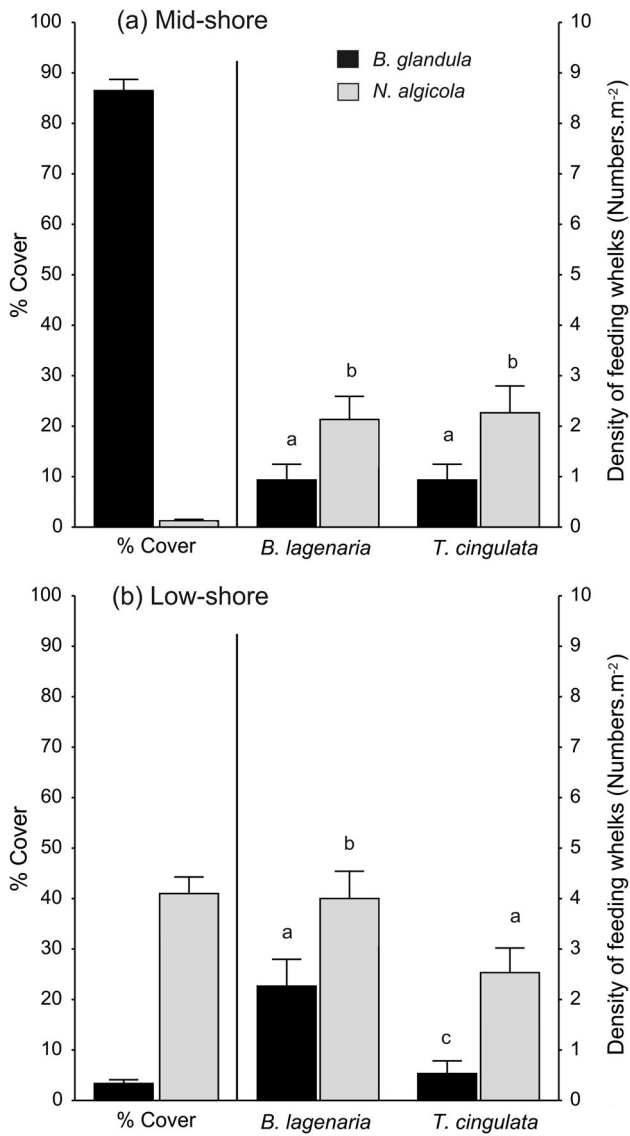 (a) Mid-shore
B. glandula
N. algicola
100
90
80
70
60
50
40
30
20
10
0
% Cover
10
9
8
7
6
5
4
3
2
1
0
Density of feeding whelks (Numbers.m-2)
a
b
a
b
% Cover
B. lagenaria
T. cingulata
(b) Low-shore
100
90
80
70
60
50
40
30
20
10
0
% Cover
10
9
8
7
6
5
4
3
2
1
0
Density of feeding whelks (Numbers.m-2)
a
b
c
a
% Cover
B. lagenaria
T. cingulata